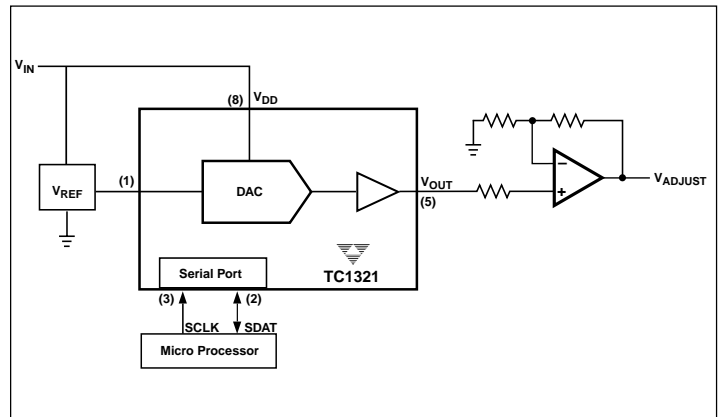 VIN
(8)
VDD
VREF
(1)
DAC
VOUT
(5)
−
+
VADJUST
TC1321
Serial Port
(3)
(2)
SCLK
SDAT
Micro Processor